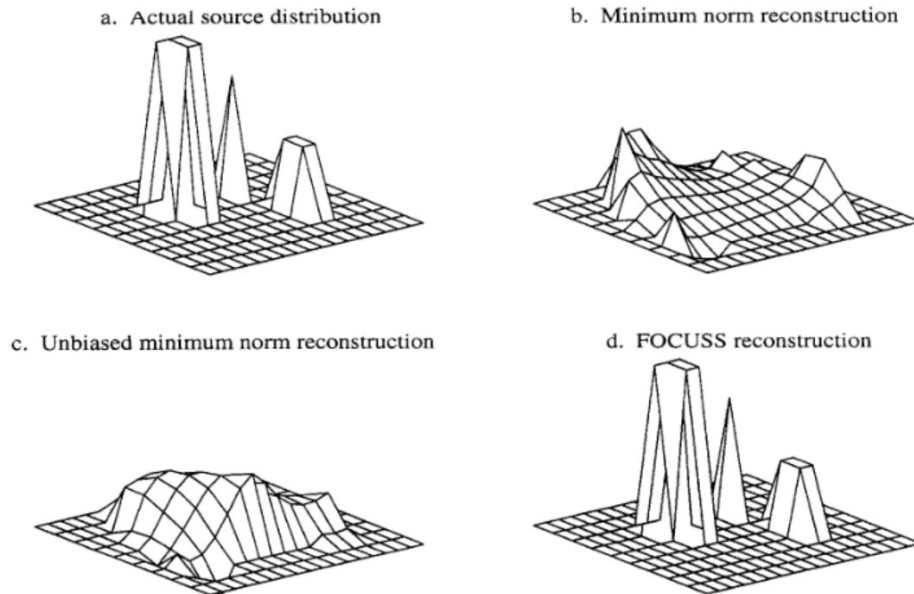 a. Actual source distribution
b. Minimum norm reconstruction
c. Unbiased minimum norm reconstruction
d. FOCUSS reconstruction